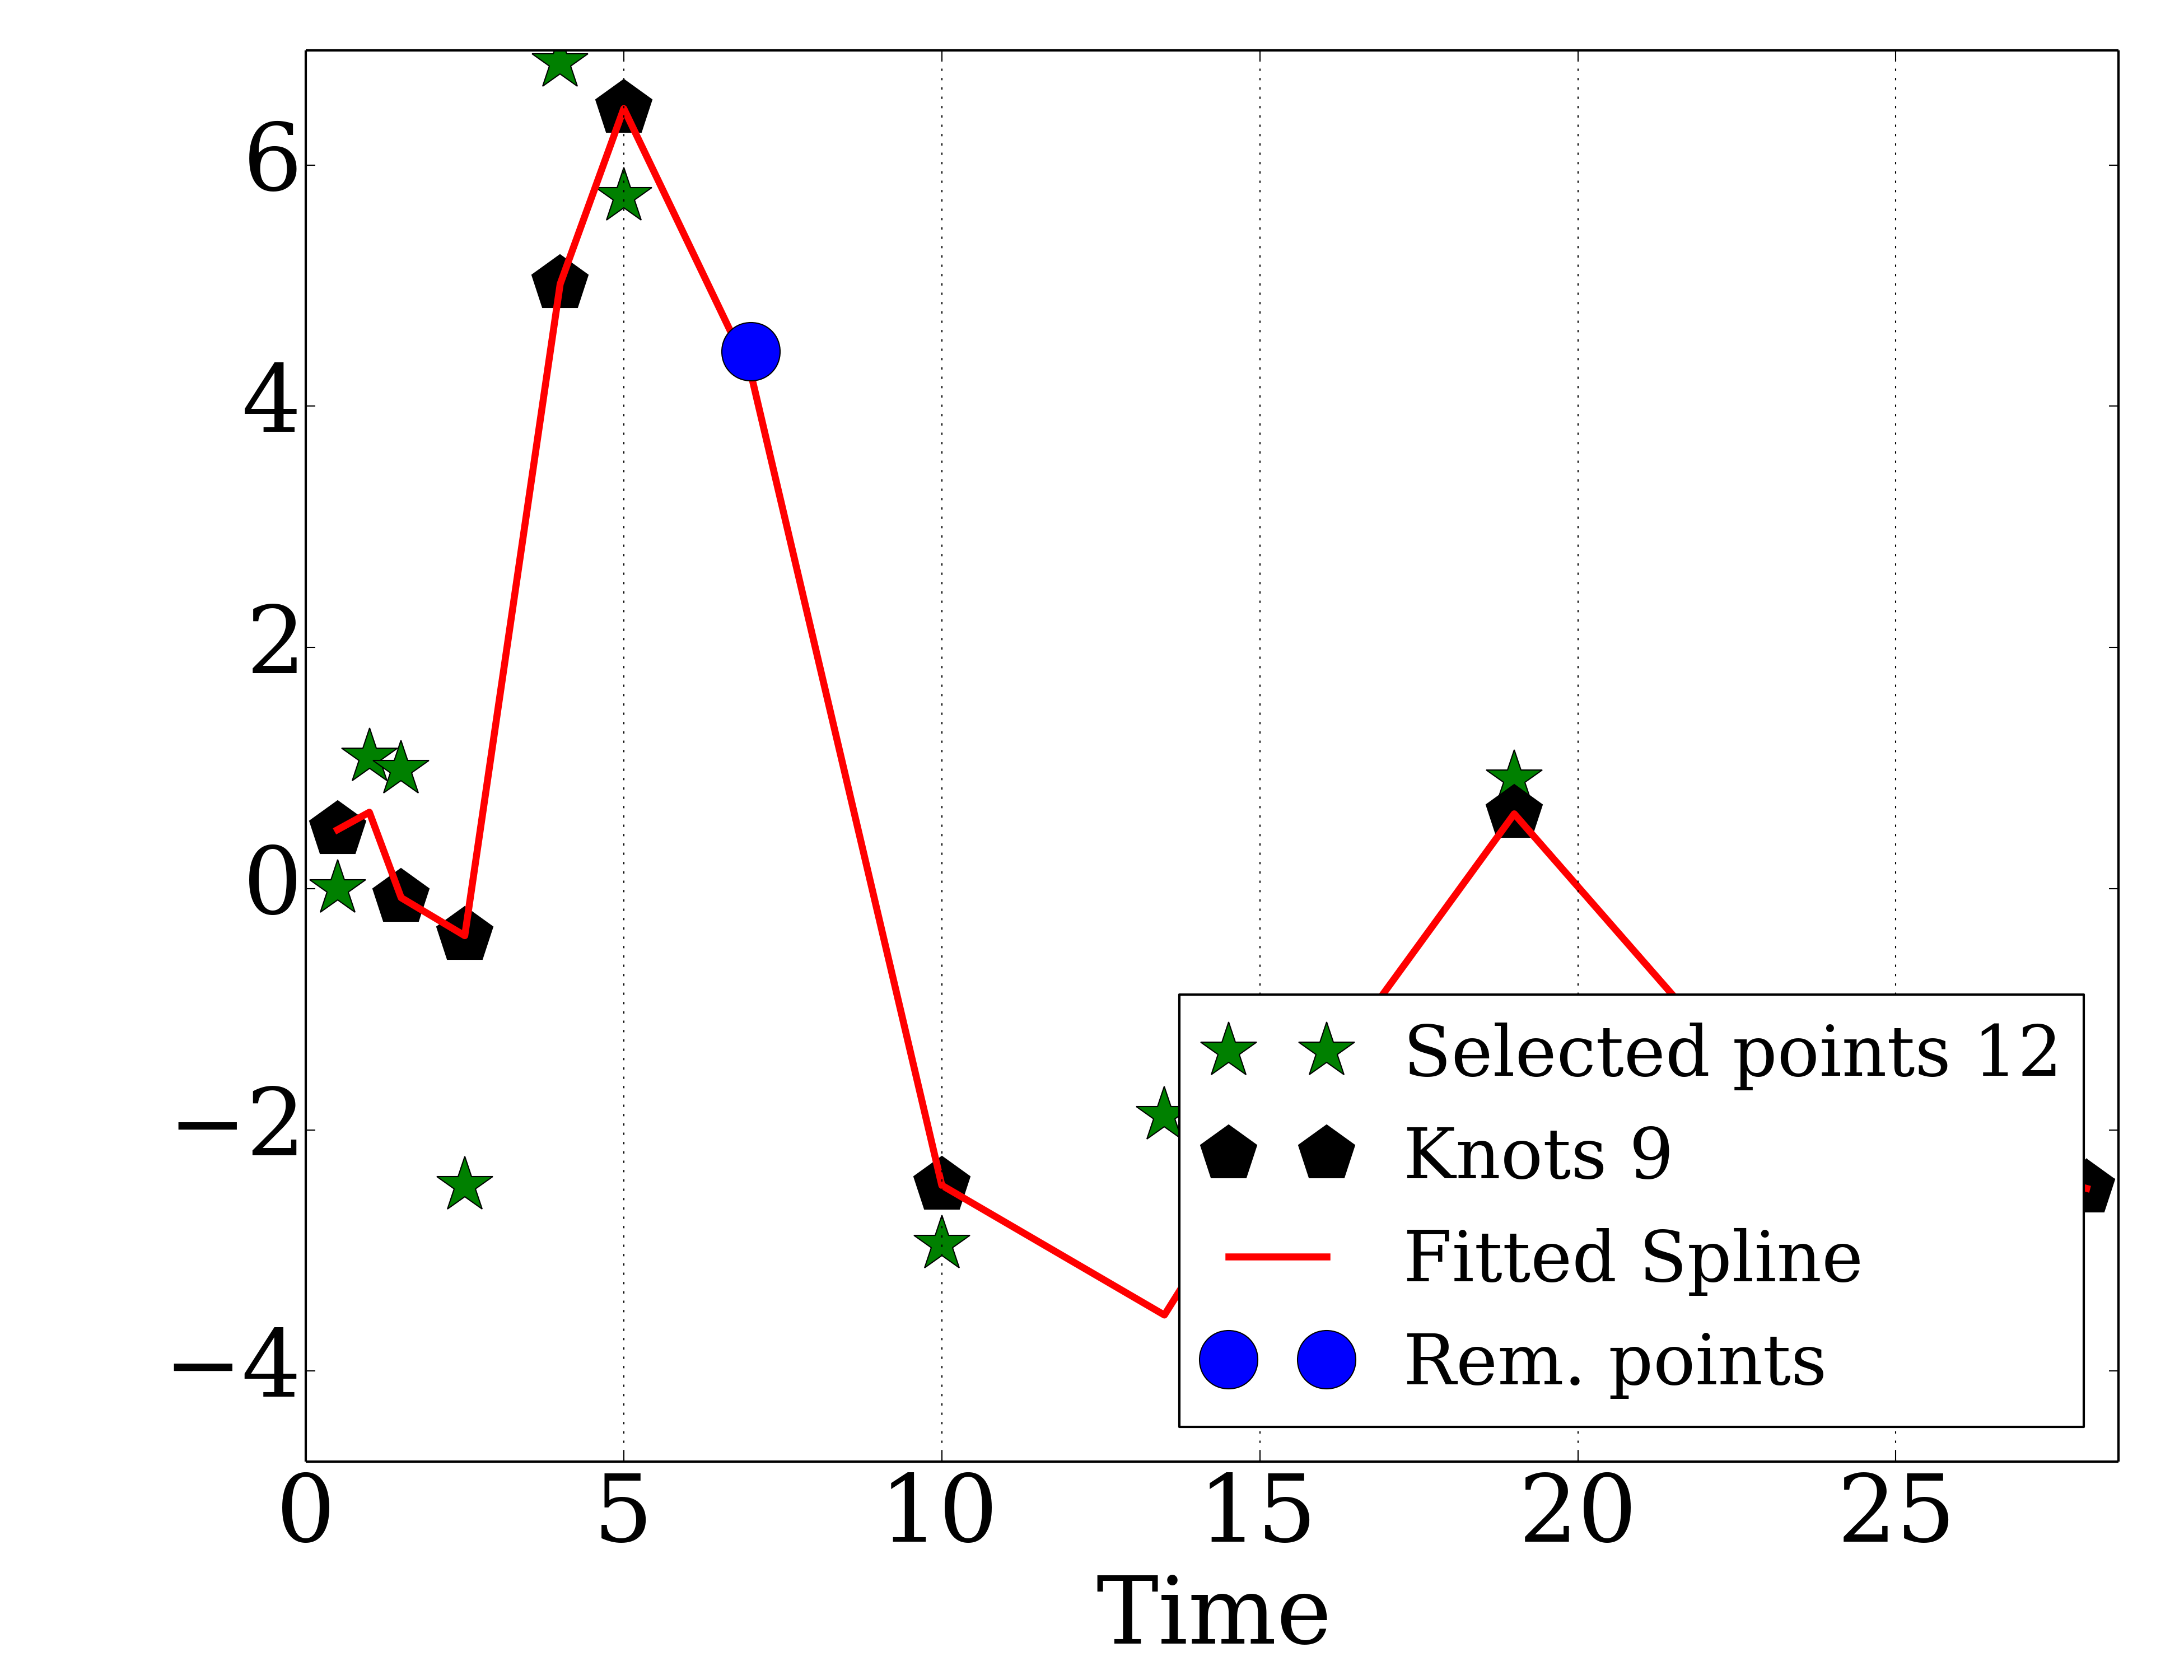 6
4
2
0
−2
−4
Selected points 12
Knots 9
Fitted Spline
Rem. points
0 5 10 15 20 25
Time